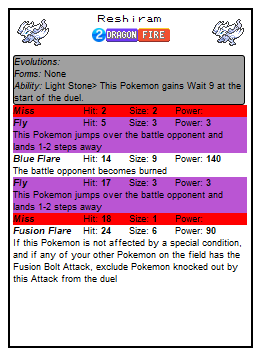 Reshiram
2 DRAGON FIRE
Evolutions:
Forms: None
Ability: Light Stone> This Pokemon gains Wait 9 at the
start of the duel.
Miss Hit: 2 Size: 2 Power:
Fly Hit: 5 Size: 3 Power: 3
This Pokemon jumps over the battle opponent and
lands 1-2 steps away
Blue Flare Hit: 14 Size: 9 Power: 140
The battle opponent becomes burned
Fly Hit: 17 Size: 3 Power: 3
This Pokemon jumps over the battle opponent and
lands 1-2 steps away
Miss Hit: 18 Size: 1 Power:
Fusion Flare Hit: 24 Size: 6 Power: 90
If this Pokemon is not affected by a special condition,
and if any of your other Pokemon on the field has the
Fusion Bolt Attack, exclude Pokemon knocked out by
this Attack from the duel